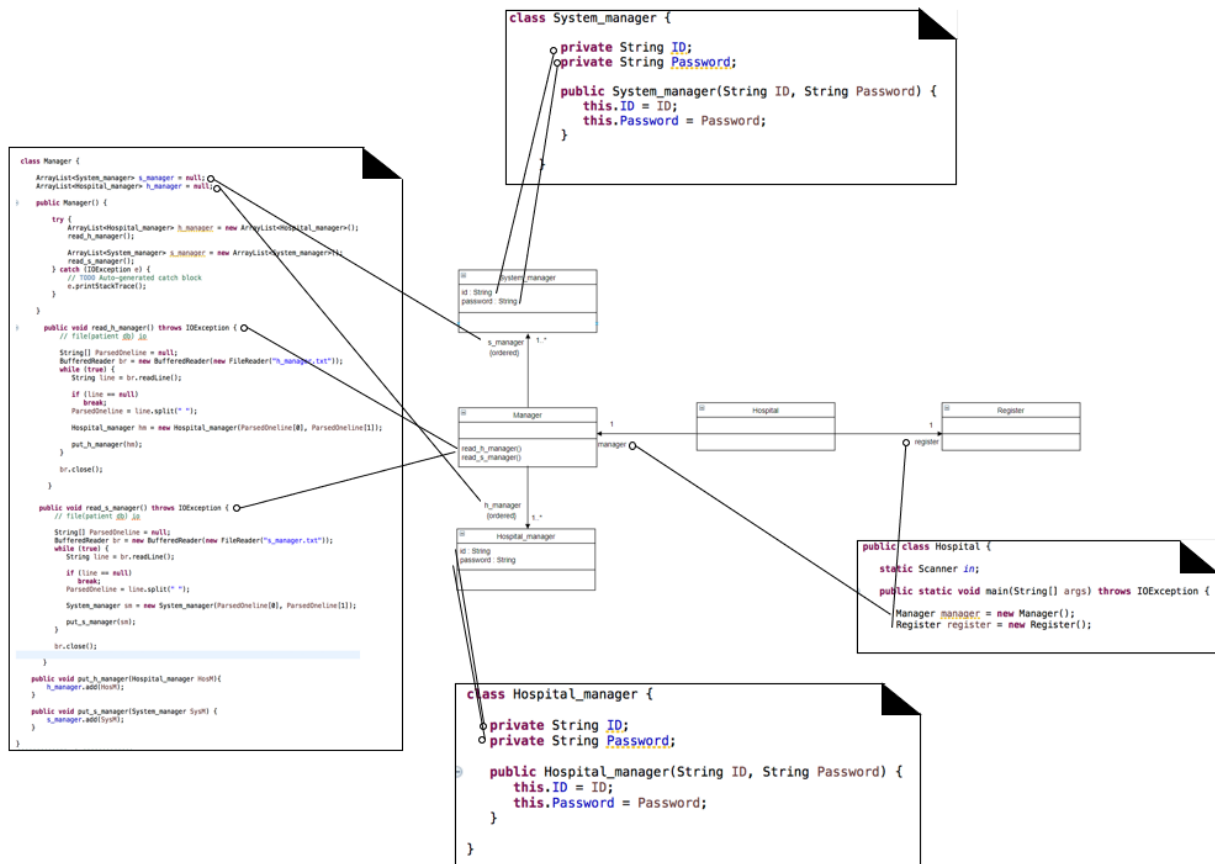 class System_manager {
private String ID;
private String Password;
public System_manager(String ID, String Password) {
this.ID = ID;
this.Password = Password;
}
}
class Manager {
ArrayList<System_manager> s_manager = null;
ArrayList<Hospital_manager> h_manager = null;
public Manager() {
try {
ArrayList<Hospital_manager> h_manager = new ArrayList<Hospital_manager>();
read_h_manager();
ArrayList<System_manager> s_manager = new ArrayList<System_manager>();
read_s_manager();
} catch (IOException e) {
// TODO Auto-generated catch block
e.printStackTrace();
}
}
public void read_h_manager() throws IOException {
// file(patient db) io
String[] ParsedOneline = null;
BufferedReader br = new BufferedReader(new FileReader("h_manager.txt"));
while (true) {
String line = br.readLine();
if (line == null)
break;
ParsedOneline = line.split(" ");
Hospital_manager hm = new Hospital_manager(ParsedOneline[0], ParsedOneline[1]);
put_h_manager(hm);
}
br.close();
}
public void read_s_manager() throws IOException {
// file(patient db) io
String[] ParsedOneline = null;
BufferedReader br = new BufferedReader(new FileReader("s_manager.txt"));
while (true) {
String line = br.readLine();
if (line == null)
break;
ParsedOneline = line.split(" ");
System_manager sm = new System_manager(ParsedOneline[0], ParsedOneline[1]);
put_s_manager(sm);
}
br.close();
}
public void put_h_manager(Hospital_manager HosM){
h_manager.add(HosM);
}
public void put_s_manager(System_manager SysM) {
s_manager.add(SysM);
}
}
System_manager
id : String
password : String
s_manager
(ordered)
1..*
Manager
read_h_manager()
read_s_manager()
1
manager
Hospital
1
register
Register
h_manager
(ordered)
1..*
Hospital_manager
id : String
password : String
public class Hospital {
static Scanner in;
public static void main(String[] args) throws IOException {
Manager manager = new Manager();
Register register = new Register();
class Hospital_manager {
private String ID;
private String Password;
public Hospital_manager(String ID, String Password) {
this.ID = ID;
this.Password = Password;
}
}